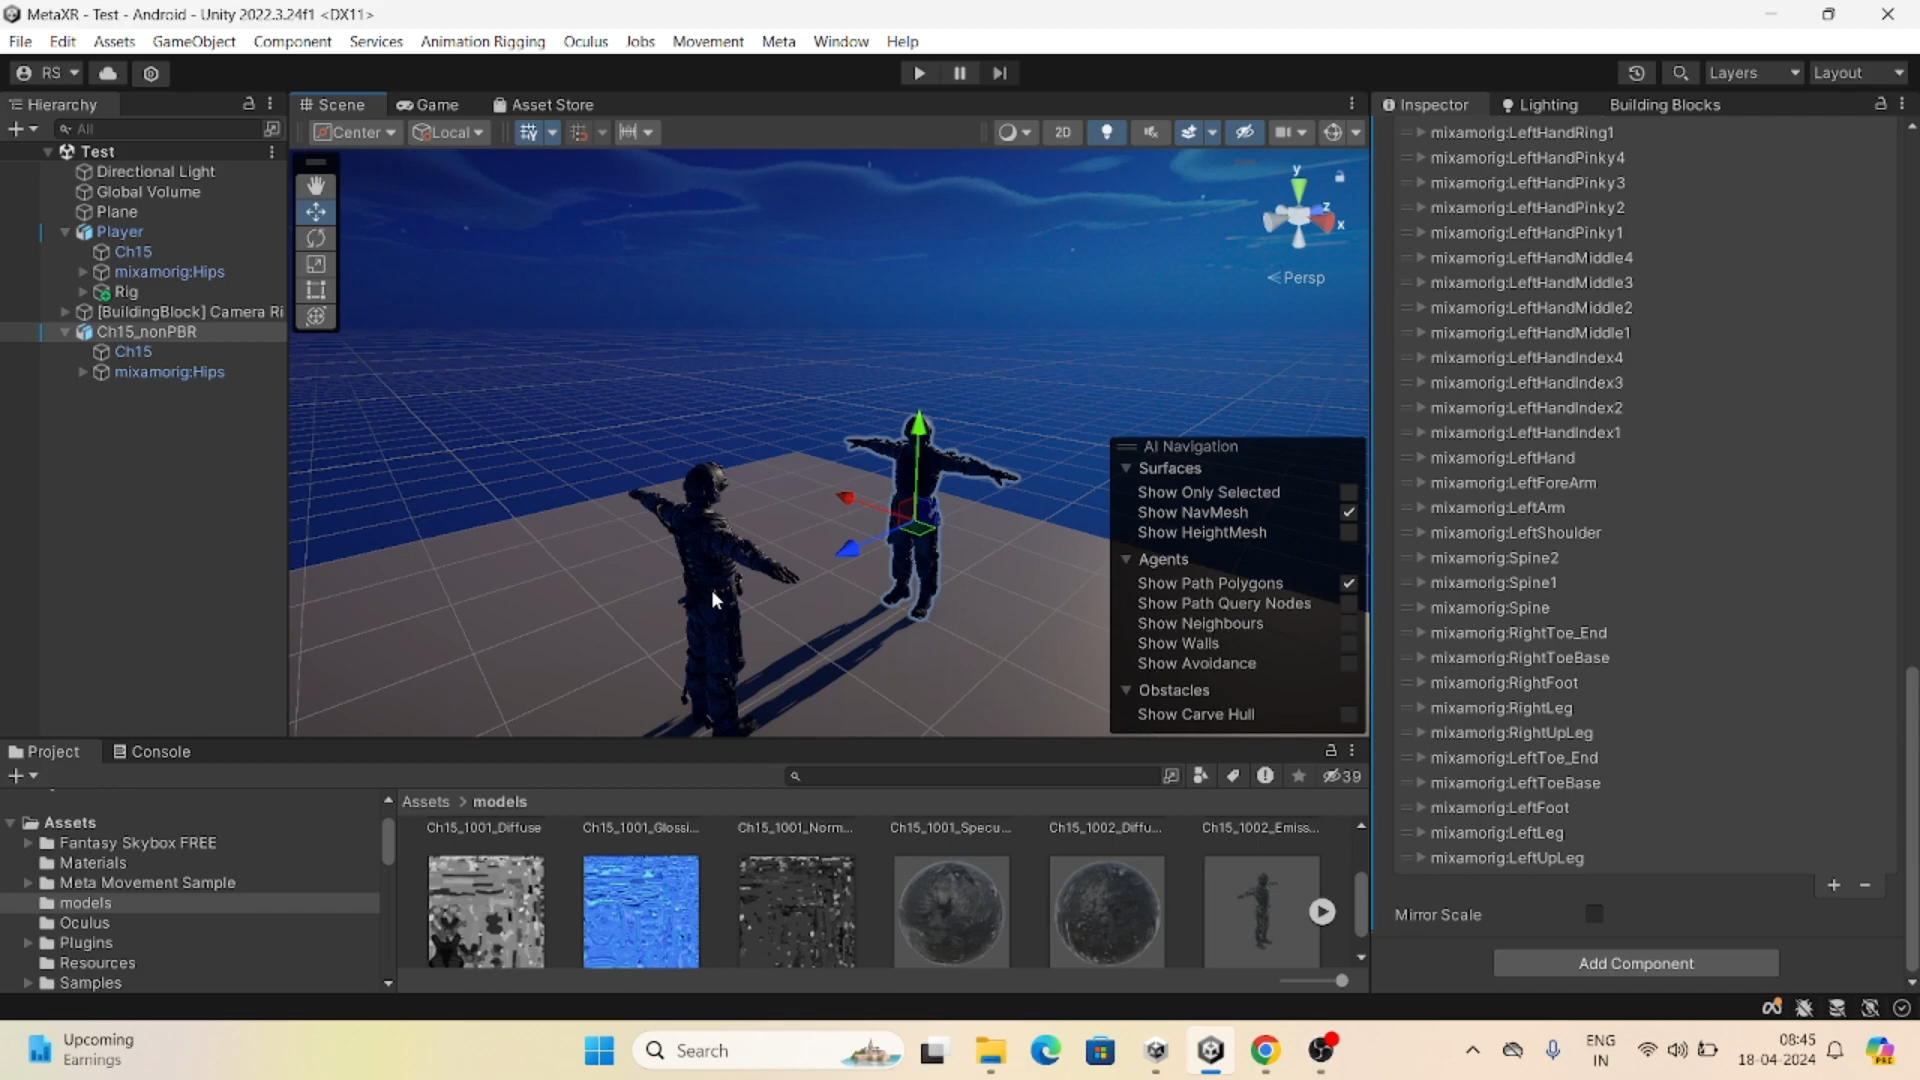 MetaXR - Test - Android - Unity 2022.3.24f1 <DX11>
File Edit Assets GameObject Component Services Animation Rigging Oculus Jobs Movement Meta Window Help
RS
Layers
Layout
Hierarchy
All
Test
Directional Light
Global Volume
Plane
Player
Ch15
mixamorig:Hips
Rig
[BuildingBlock] Camera Ri
Ch15_nonPBR
Ch15
mixamorig:Hips
Scene
Game
Asset Store
Center
Local
2D
y
z
x
Persp
AI Navigation
Surfaces
Show Only Selected
Show NavMesh
Show HeightMesh
Agents
Show Path Polygons
Show Path Query Nodes
Show Neighbours
Show Walls
Show Avoidance
Obstacles
Show Carve Hull
Inspector
Lighting
Building Blocks
mixamorig:LeftHandRing1
mixamorig:LeftHandPinky4
mixamorig:LeftHandPinky3
mixamorig:LeftHandPinky2
mixamorig:LeftHandPinky1
mixamorig:LeftHandMiddle4
mixamorig:LeftHandMiddle3
mixamorig:LeftHandMiddle2
mixamorig:LeftHandMiddle1
mixamorig:LeftHandIndex4
mixamorig:LeftHandIndex3
mixamorig:LeftHandIndex2
mixamorig:LeftHandIndex1
mixamorig:LeftHand
mixamorig:LeftForeArm
mixamorig:LeftArm
mixamorig:LeftShoulder
mixamorig:Spine2
mixamorig:Spine1
mixamorig:Spine
mixamorig:RightToe_End
mixamorig:RightToeBase
mixamorig:RightFoot
mixamorig:RightLeg
mixamorig:RightUpLeg
mixamorig:LeftToe_End
mixamorig:LeftToeBase
mixamorig:LeftFoot
mixamorig:LeftLeg
mixamorig:LeftUpLeg
Mirror Scale
Add Component
Project
Console
39
Assets
Fantasy Skybox FREE
Materials
Meta Movement Sample
models
Oculus
Plugins
Resources
Samples
Assets > models
Ch15_1001_Diffuse
Ch15_1001_Glossi...
Ch15_1001_Norm...
Ch15_1001_Specu...
Ch15_1002_Diffu...
Ch15_1002_Emiss...
Upcoming
Earnings
Search
ENG
IN
08:45
18-04-2024
PRE